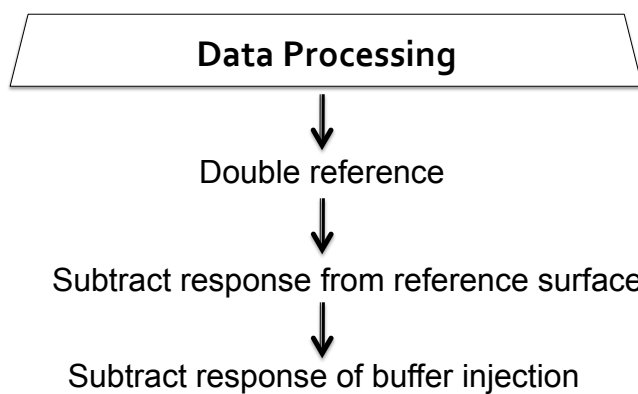 Data Processing
Double reference
Subtract response from reference surface
Subtract response of buffer injection